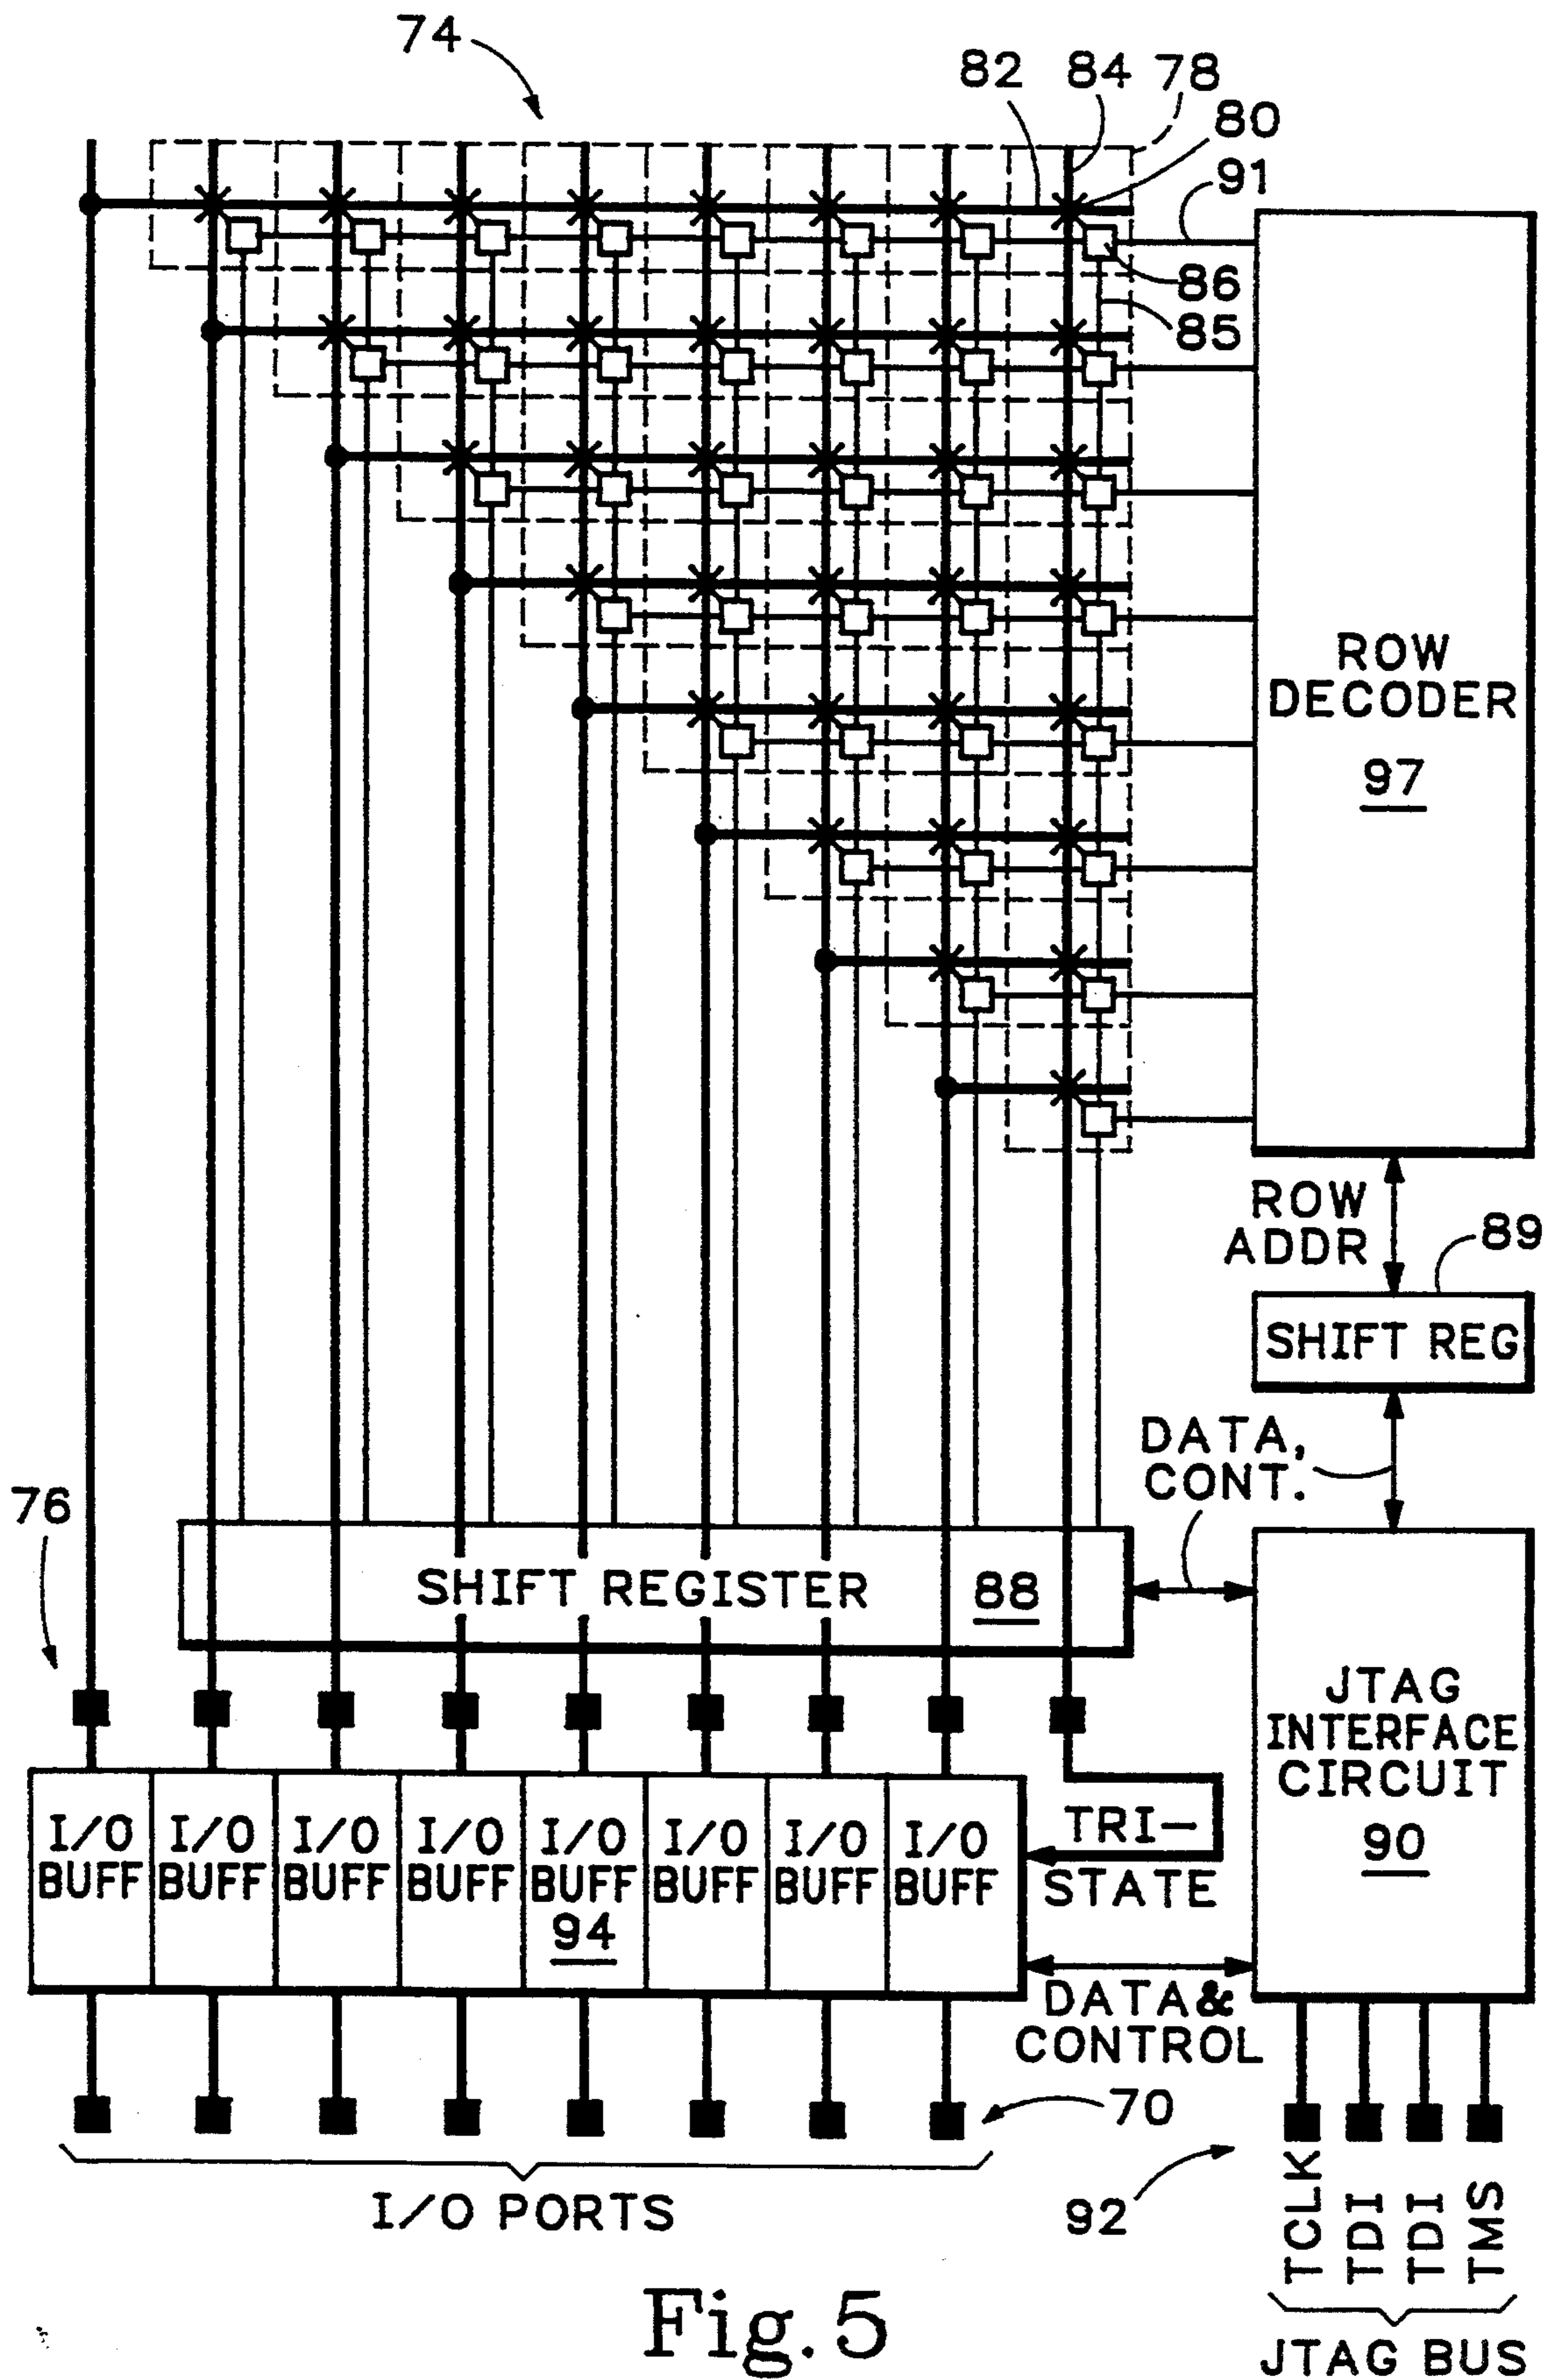 74
82
84
78
80
91
86
85
ROW
DECODER
97
ROW
ADDR
89
SHIFT REG
DATA,
CONT.
76
SHIFT REGISTER
88
JTAG
INTERFACE
CIRCUIT
90
I/O
BUFF
I/O
BUFF
I/O
BUFF
I/O
BUFF
I/O
BUFF
94
I/O
BUFF
I/O
BUFF
I/O
BUFF
TRI-
STATE
DATA&
CONTROL
70
I/O PORTS
92
TCLK
TDI
TDI
TMS
JTAG BUS
Fig. 5